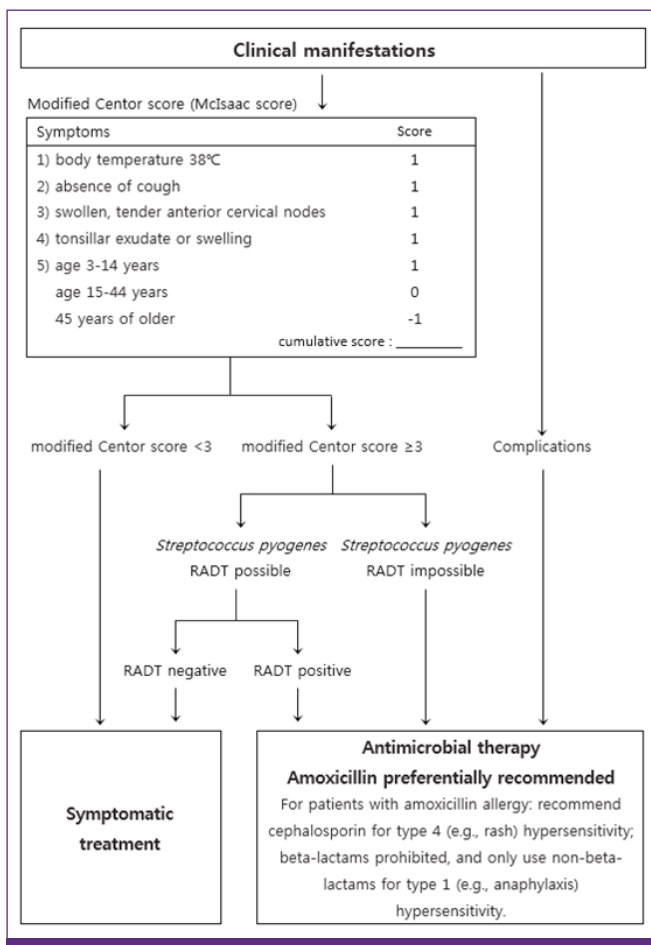 Clinical manifestations
Modified Centor score (McIsaac score)
Symptoms Score
1) body temperature 38℃ 1
2) absence of cough 1
3) swollen, tender anterior cervical nodes 1
4) tonsillar exudate or swelling 1
5) age 3-14 years 1
age 15-44 years 0
45 years of older -1
cumulative score : __________
modified Centor score <3 modified Centor score ≥3 Complications
Streptococcus pyogenes Streptococcus pyogenes
RADT possible RADT impossible
RADT negative RADT positive
Symptomatic
treatment
Antimicrobial therapy
Amoxicillin preferentially recommended
For patients with amoxicillin allergy: recommend
cephalosporin for type 4 (e.g., rash) hypersensitivity;
beta-lactams prohibited, and only use non-beta-
lactams for type 1 (e.g., anaphylaxis)
hypersensitivity.